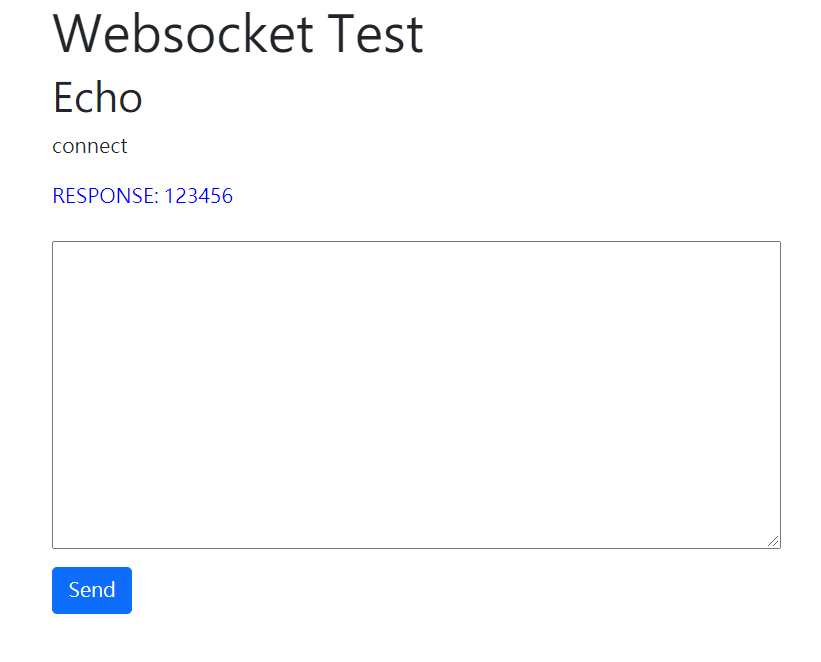 Websocket Test
Echo
connect
RESPONSE: 123456
Send